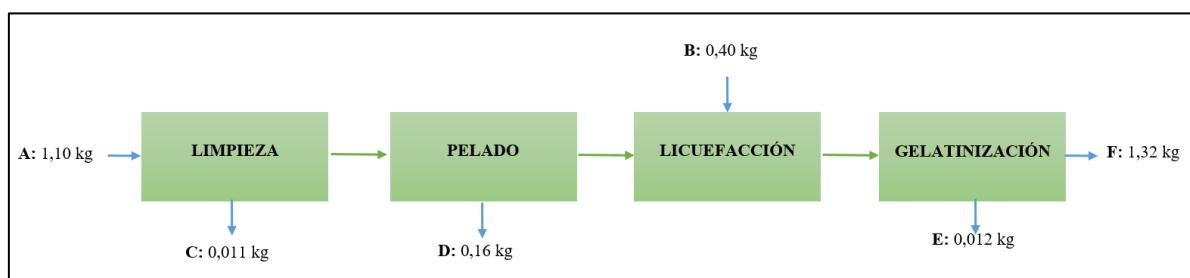 B: 0,40 kg
A: 1,10 kg
LIMPIEZA
PELADO
LICUEFACCIÓN
GELATINIZACIÓN
F: 1,32 kg
C: 0,011 kg
D: 0,16 kg
E: 0,012 kg